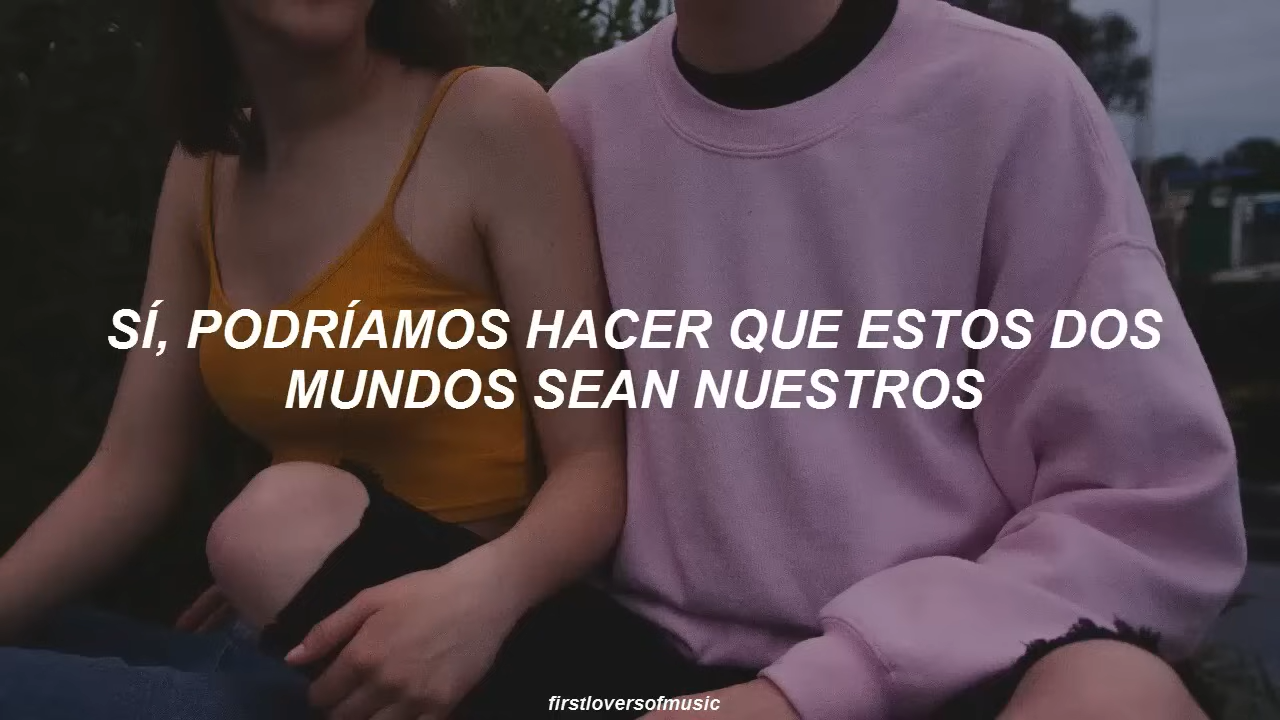 SÍ, PODRÍAMOS HACER QUE ESTOS DOS
MUNDOS SEAN NUESTROS
firstloversofmusic